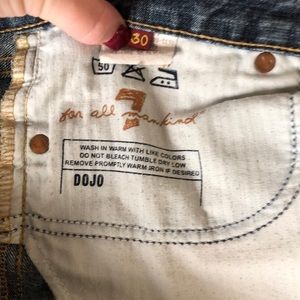 30
50
7
for all mankind
WASH IN WARM WITH LIKE COLORS
DO NOT BLEACH TUMBLE DRY LOW
REMOVE PROMPTLY WARM IRON IF DESIRED
DOJO